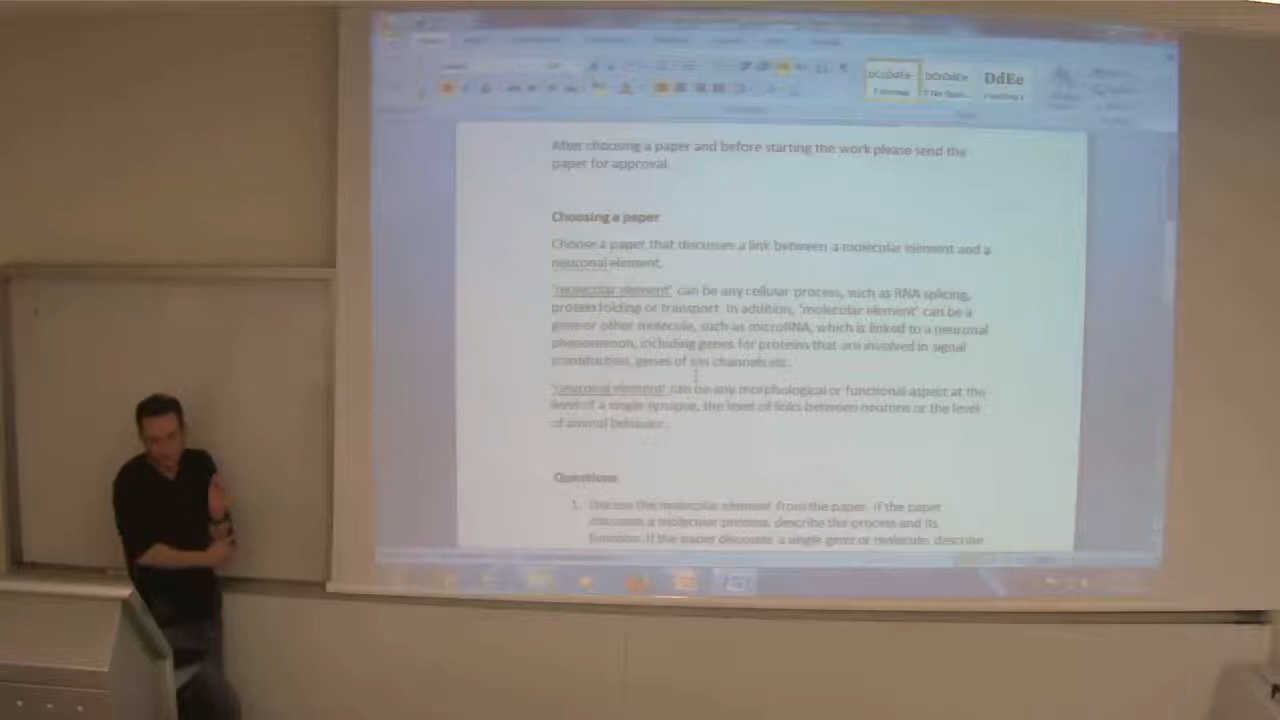 DdEe
After choosing a paper and before starting the work please send the
paper for approval
Choosing a paper
Choose a paper that discusses a link between a molecular element and a
neuronal element.
'molecular element' can be any cellular process, such as RNA splicing,
protein folding or transport. In addition, 'molecular element' can be a
gene or other molecule, such as microRNA, which is linked to a neuronal
phenomenon, including genes for proteins that are involved in signal
transduction, genes of ion channels etc.
'neuronal element' can be any morphological or functional aspect at the
level of a single synapse, the level of links between neurons or the level
of animal behavior.
Questions
1. Discuss the molecular element from the paper. If the paper
discusses a molecular process, describe the process and its
function. If the paper discusses a single gene or molecule, describe